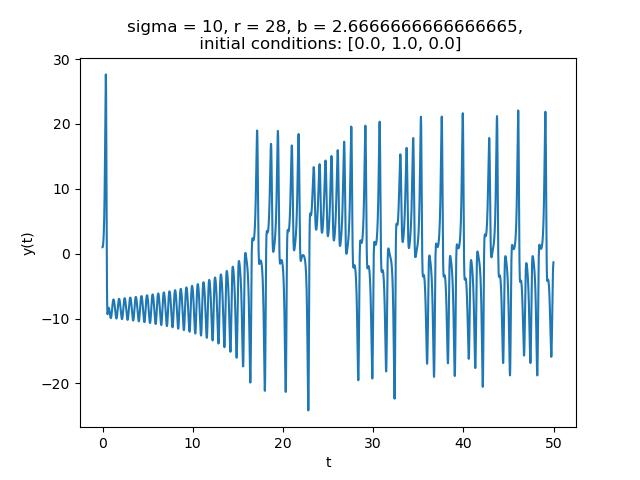 sigma = 10, r = 28, b = 2.6666666666666665,
initial conditions: [0.0, 1.0, 0.0]
30
20
10
0
−10
−20
y(t)
0 10 20 30 40 50
t